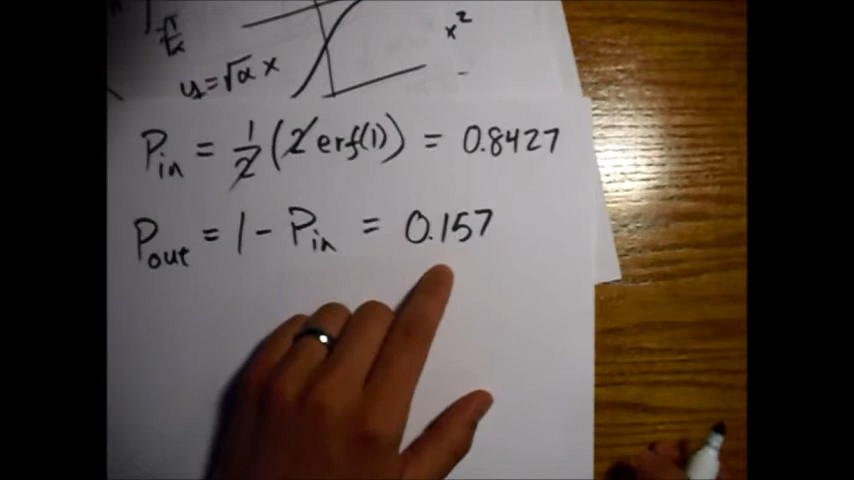 x²
y = √α x
P_in = 1/2 (2 erf(1)) = 0.8427
P_out = 1 - P_in = 0.157